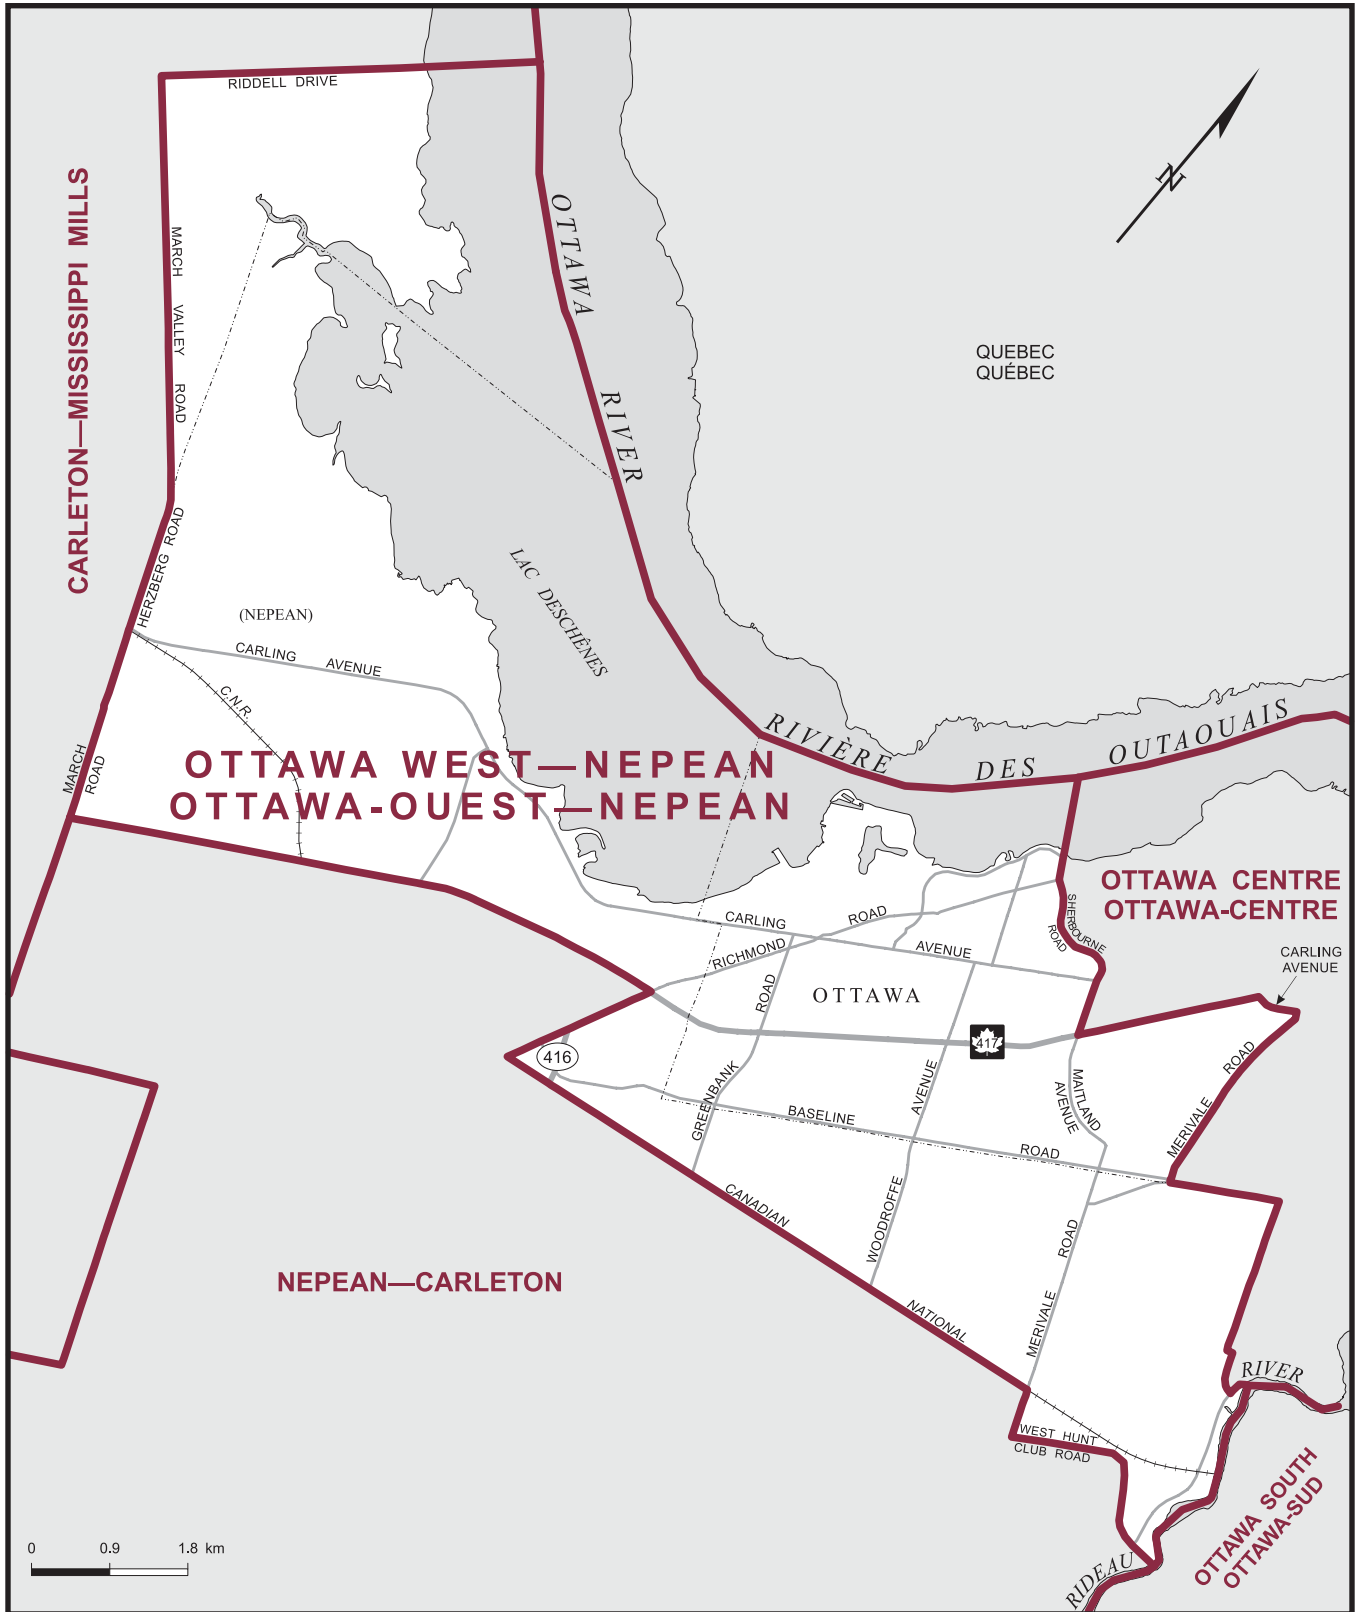 RIDDELL DRIVE
OTTAWA RIVER
N
CARLETON—MISSISSIPPI MILLS
MARCH VALLEY ROAD
QUEBEC
QUÉBEC
HERZBERG ROAD
LAC DESCHÊNES
(NEPEAN)
CARLING AVENUE
C.N.R.
RIVIÈRE DES OUTAOUAIS
MARCH
ROAD
OTTAWA WEST—NEPEAN
OTTAWA-OUEST—NEPEAN
OTTAWA CENTRE
OTTAWA-CENTRE
SHERBOURNE
ROAD
CARLING AVENUE
RICHMOND ROAD
CARLING
AVENUE
OTTAWA
417
416
GREENBANK ROAD
BASELINE ROAD
WOODROFFE AVENUE
MAITLAND
AVENUE
MERIVALE ROAD
CANADIAN NATIONAL
MERIVALE ROAD
NEPEAN—CARLETON
WEST HUNT
CLUB ROAD
RIDEAU RIVER
OTTAWA SOUTH
OTTAWA-SUD
0 0.9 1.8 km